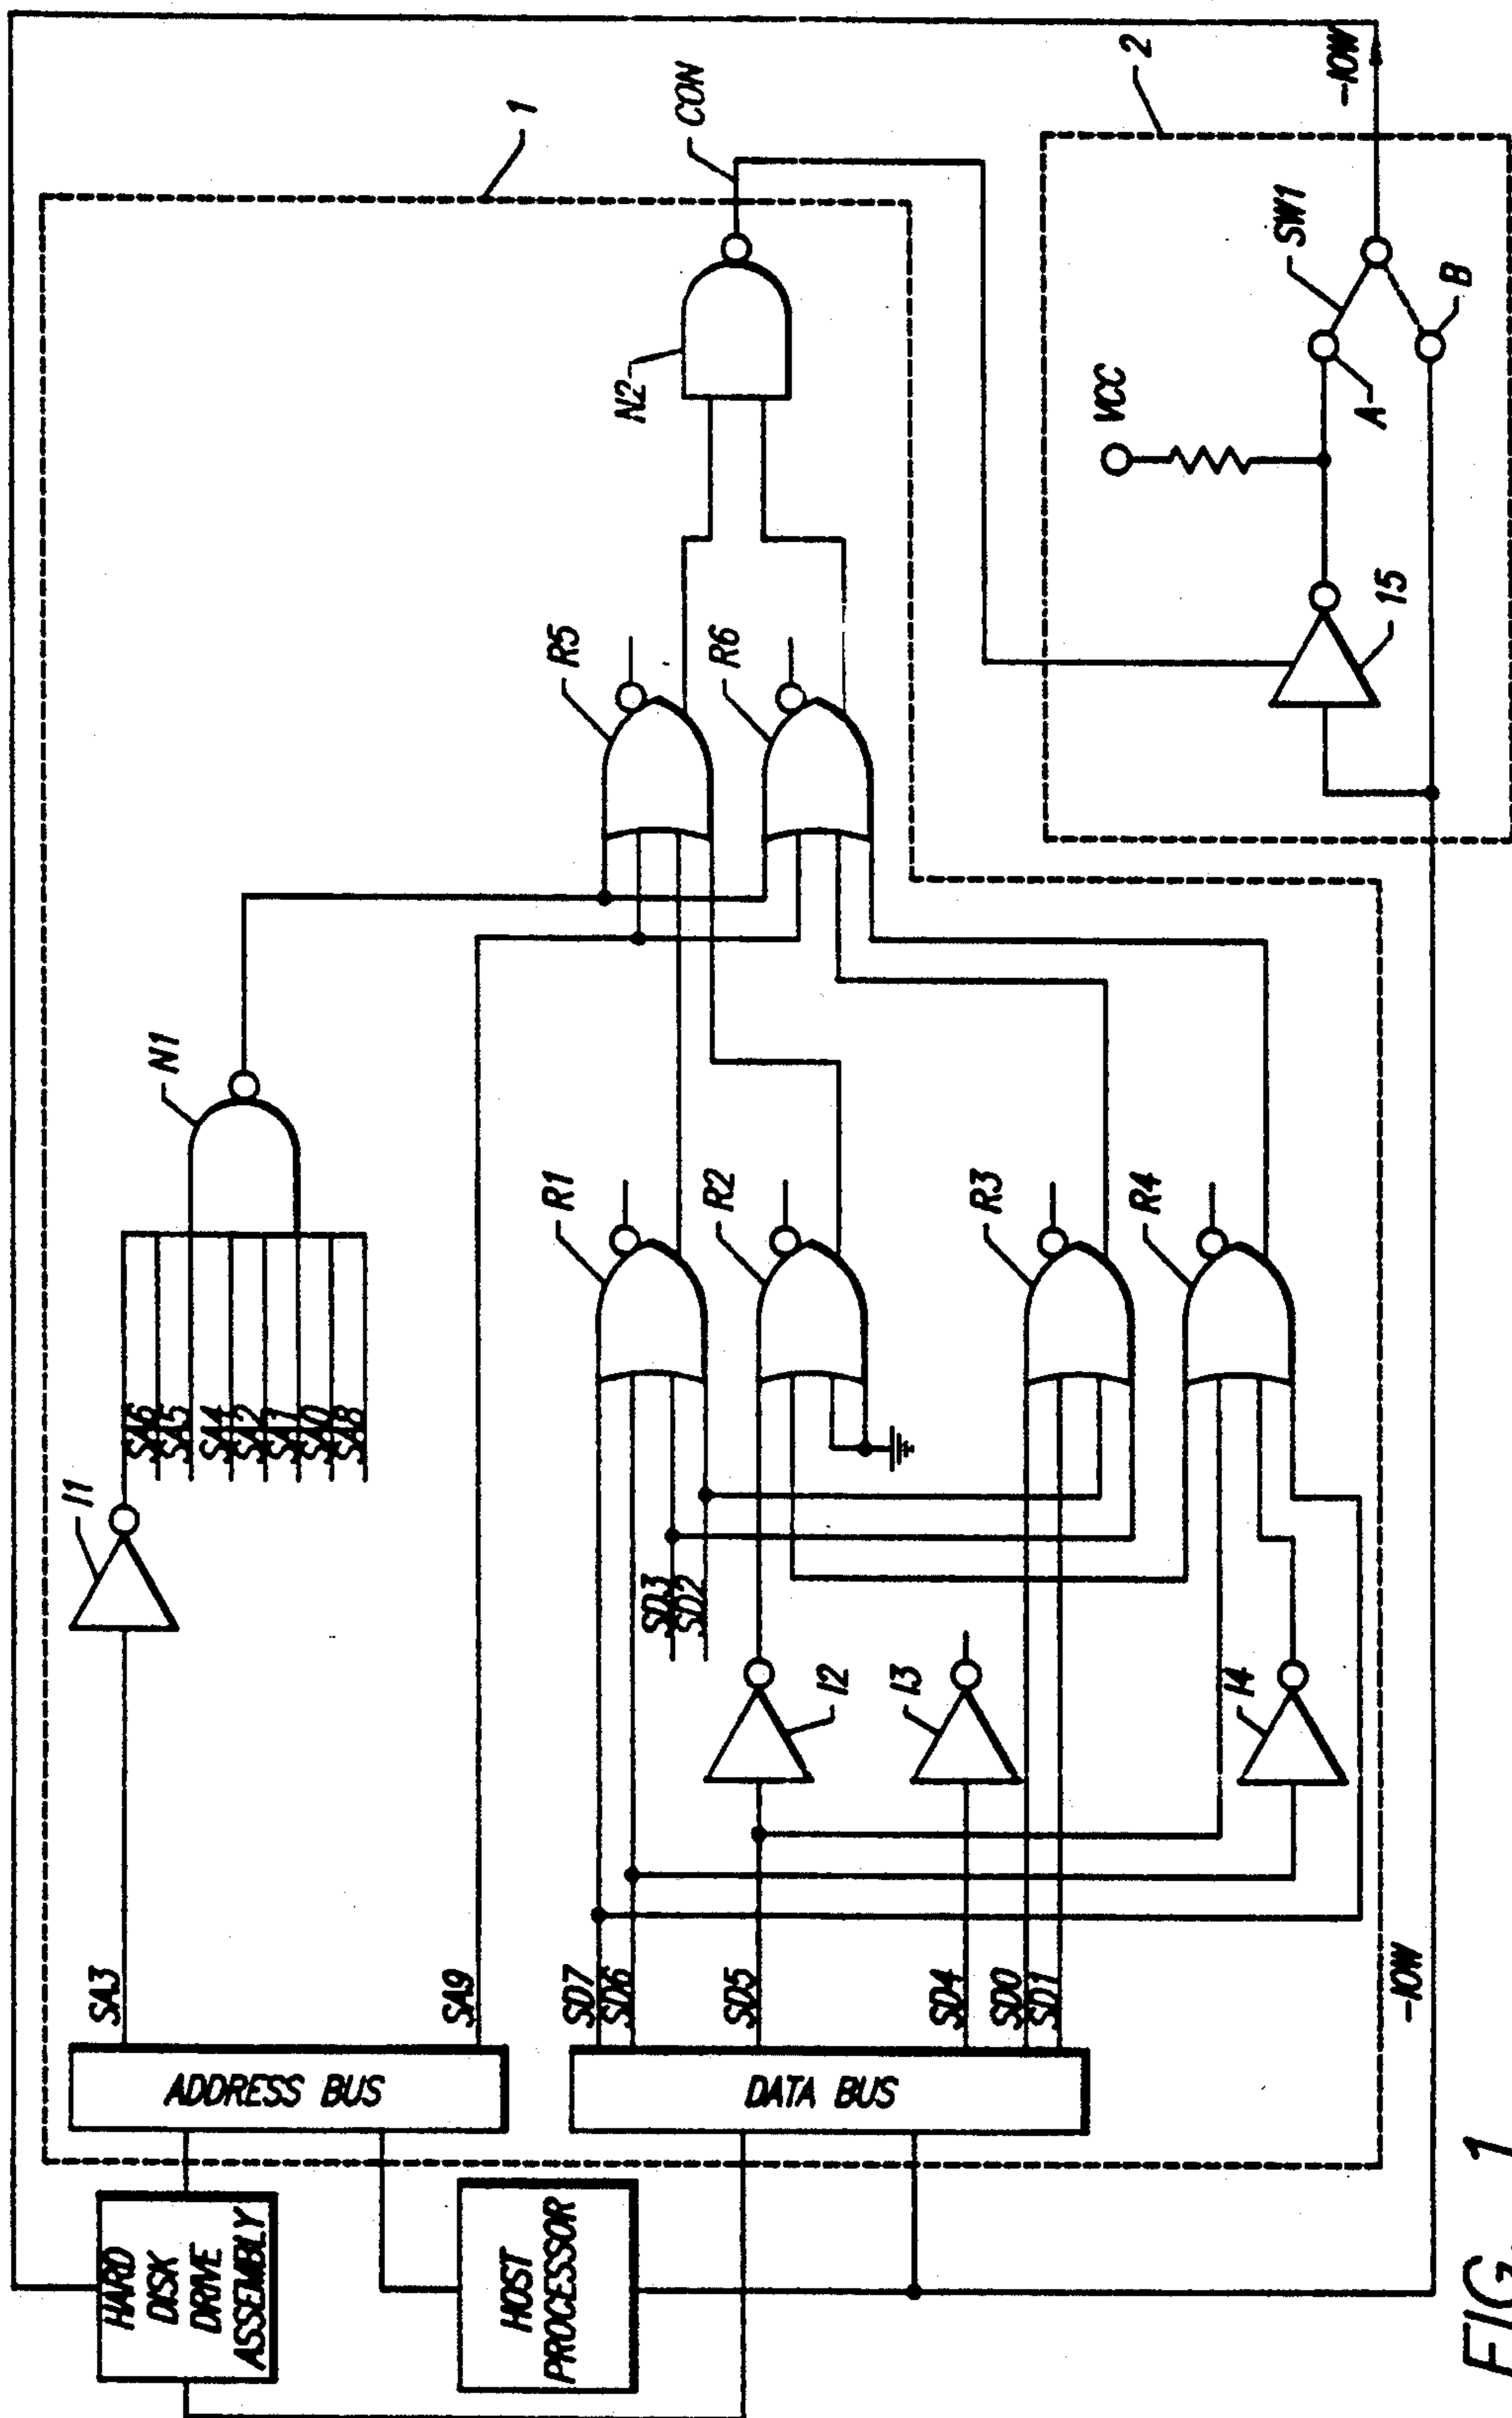 HARD
DISK
DRIVE
ASSEMBLY
HOST
PROCESSOR
ADDRESS BUS
DATA BUS
SA3
SA9
SD7
SD6
SD5
SD4
SD0
SD1
-IOW
I1
SA6
SA5
SA4
SA2
SA1
SA0
SA8
N1
SD3
SD2
I2
I3
I4
R1
R2
R3
R4
R5
R6
N2
CON
1
2
VCC
15
A
B
SW1
-IOW
FIG. 1